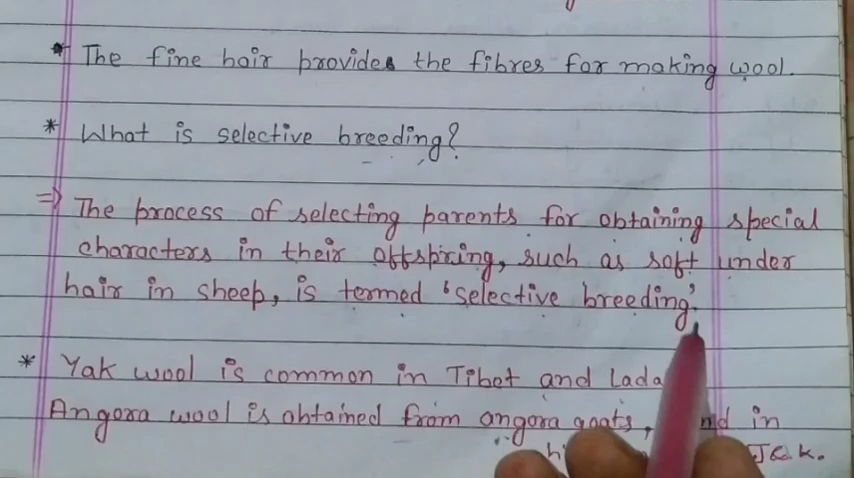 * The fine hair provides the fibres for making wool.
* What is selective breeding?
⇒ The process of selecting parents for obtaining special
characters in their offspring, such as soft under
hair in sheep, is termed 'selective breeding'.
* Yak wool is common in Tibet and
Angora wool is obtained from angora goats, in
J & K.